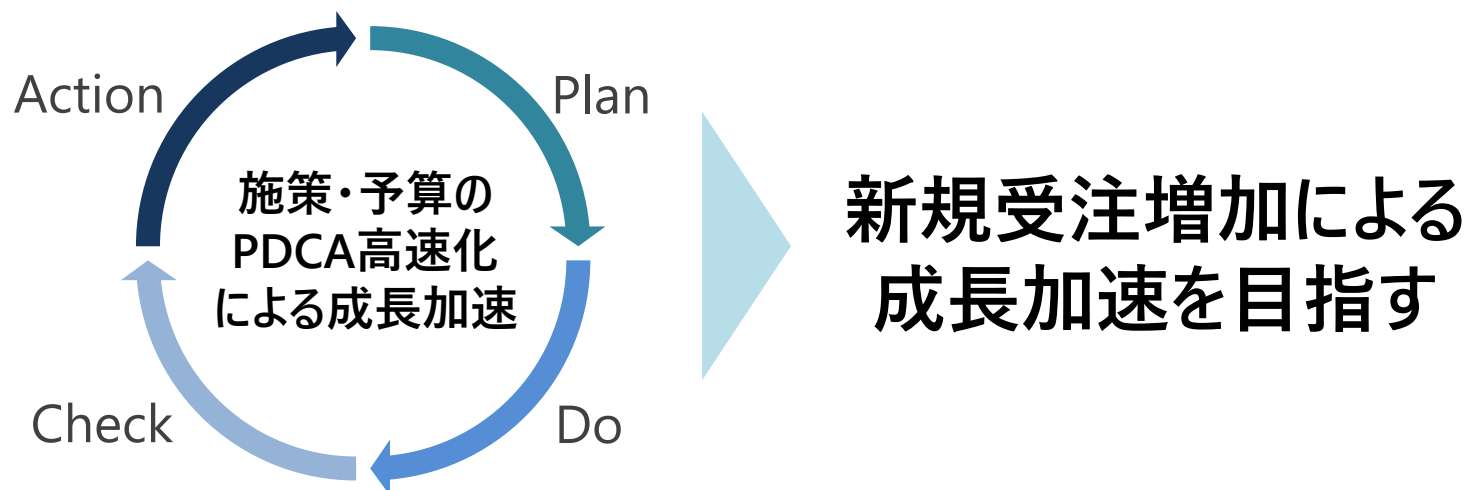 Action
Plan
施策・予算の
PDCA高速化
による成長加速
Check
Do
新規受注増加による
成長加速を目指す